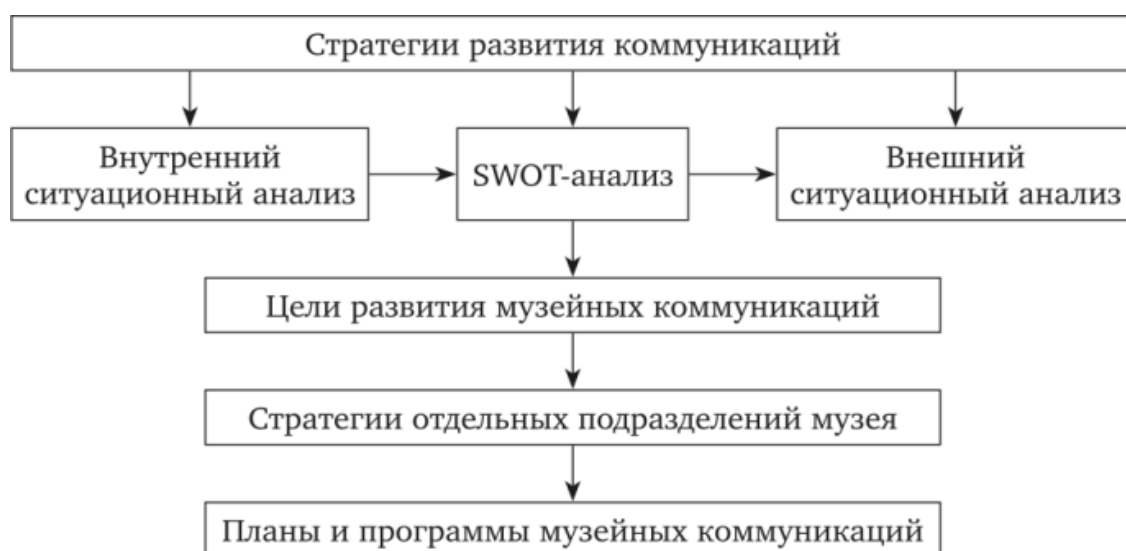 Стратегии развития коммуникаций
Внутренний
ситуационный анализ
SWOT-анализ
Внешний
ситуационный анализ
Цели развития музейных коммуникаций
Стратегии отдельных подразделений музея
Планы и программы музейных коммуникаций